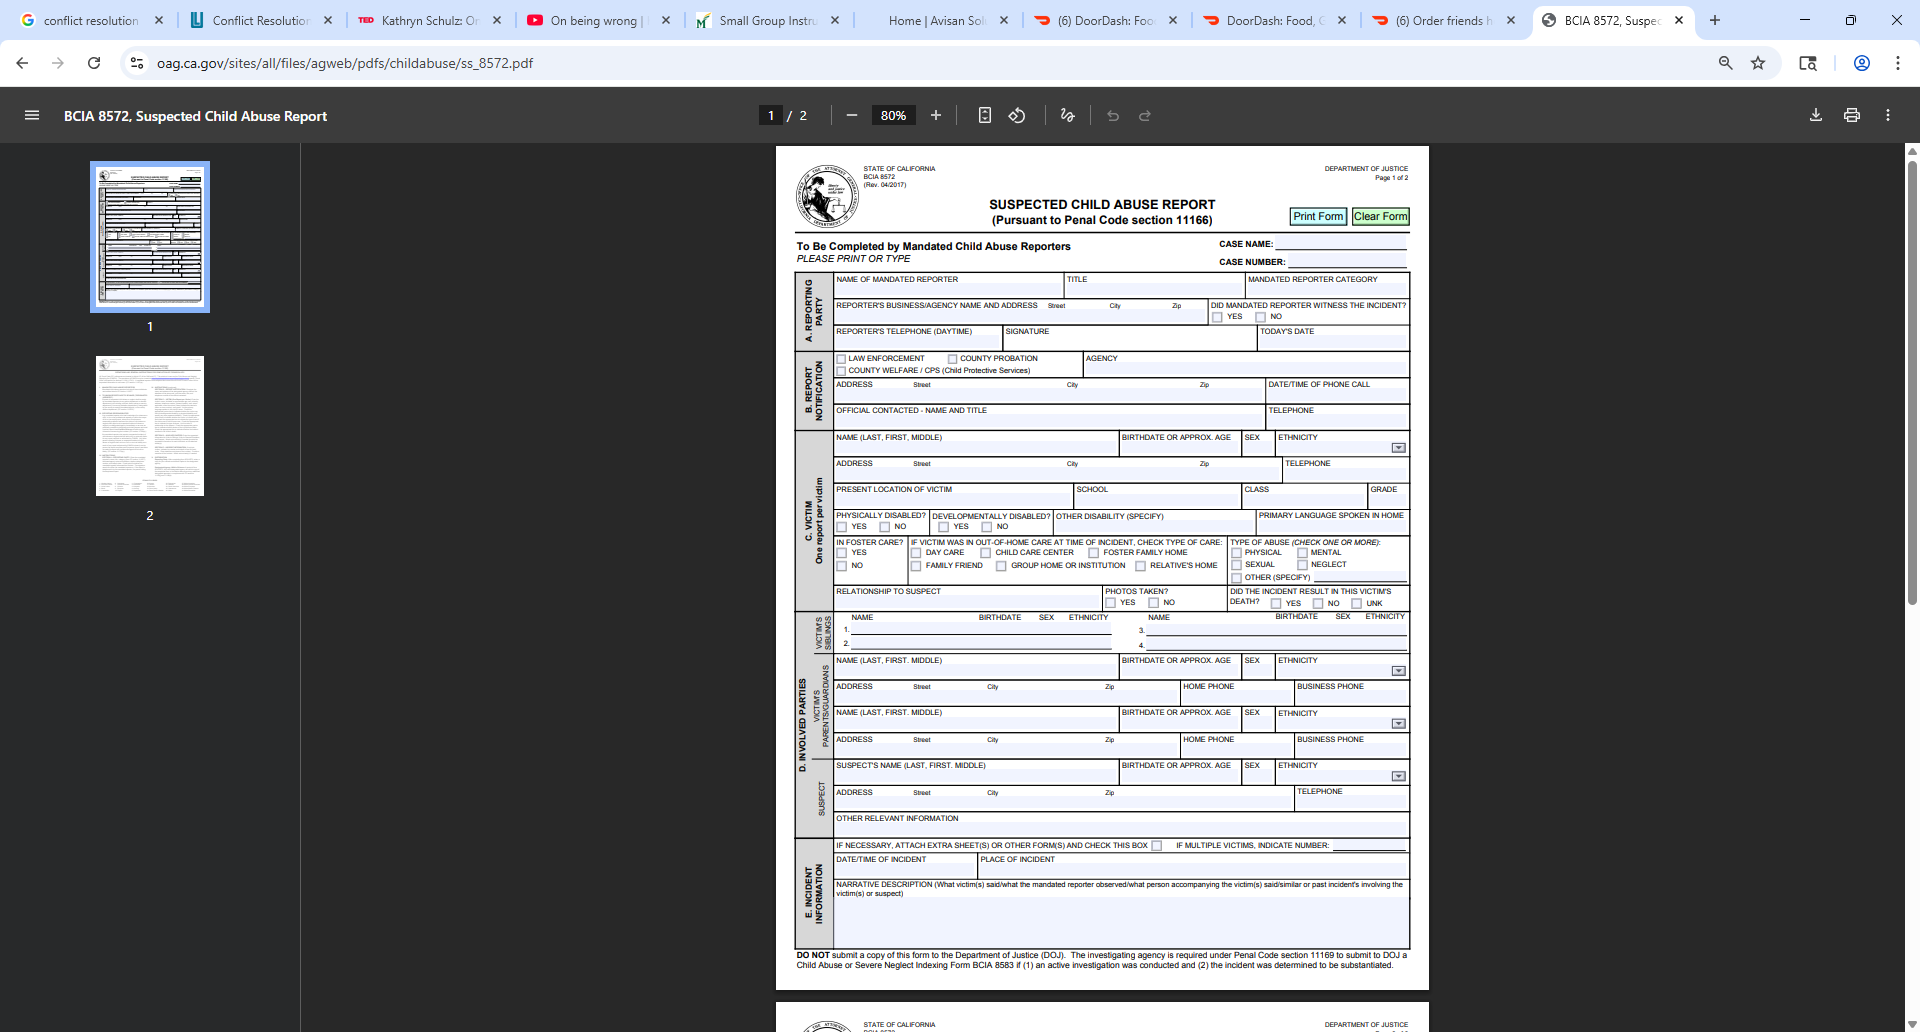 conflict resolution
Conflict Resolution
TED Kathryn Schulz: On
On being wrong |
Small Group Instru
Home | Avisan Sol
(6) DoorDash: Foo
DoorDash: Food, G
(6) Order friends h
BCIA 8572, Suspec
oag.ca.gov/sites/all/files/agweb/pdfs/childabuse/ss_8572.pdf
BCIA 8572, Suspected Child Abuse Report
1 / 2
80%
1
2
STATE OF CALIFORNIA
BCIA 8572
(Rev. 04/2017)
DEPARTMENT OF JUSTICE
Page 1 of 2
SUSPECTED CHILD ABUSE REPORT
(Pursuant to Penal Code section 11166)
Print Form Clear Form
To Be Completed by Mandated Child Abuse Reporters
PLEASE PRINT OR TYPE
CASE NAME:
CASE NUMBER:
A. REPORTING PARTY
NAME OF MANDATED REPORTER TITLE MANDATED REPORTER CATEGORY
REPORTER'S BUSINESS/AGENCY NAME AND ADDRESS Street City Zip DID MANDATED REPORTER WITNESS THE INCIDENT?
YES NO
REPORTER'S TELEPHONE (DAYTIME) SIGNATURE TODAY'S DATE
B. REPORT NOTIFICATION
LAW ENFORCEMENT COUNTY PROBATION AGENCY
COUNTY WELFARE / CPS (Child Protective Services)
ADDRESS Street City Zip DATE/TIME OF PHONE CALL
OFFICIAL CONTACTED - NAME AND TITLE TELEPHONE
C. VICTIM
One report per victim
NAME (LAST, FIRST, MIDDLE) BIRTHDATE OR APPROX. AGE SEX ETHNICITY
ADDRESS Street City Zip TELEPHONE
PRESENT LOCATION OF VICTIM SCHOOL CLASS GRADE
PHYSICALLY DISABLED? DEVELOPMENTALLY DISABLED? OTHER DISABILITY (SPECIFY) PRIMARY LANGUAGE SPOKEN IN HOME
YES NO YES NO
IN FOSTER CARE? IF VICTIM WAS IN OUT-OF-HOME CARE AT TIME OF INCIDENT, CHECK TYPE OF CARE: TYPE OF ABUSE (CHECK ONE OR MORE):
YES DAY CARE CHILD CARE CENTER FOSTER FAMILY HOME PHYSICAL MENTAL
NO FAMILY FRIEND GROUP HOME OR INSTITUTION RELATIVE'S HOME SEXUAL NEGLECT
OTHER (SPECIFY)
RELATIONSHIP TO SUSPECT PHOTOS TAKEN? DID THE INCIDENT RESULT IN THIS VICTIM'S
YES NO DEATH? YES NO UNK
D. INVOLVED PARTIES
VICTIM'S SIBLINGS
NAME BIRTHDATE SEX ETHNICITY NAME BIRTHDATE SEX ETHNICITY
1. 3.
2. 4.
VICTIM'S PARENTS/GUARDIANS
NAME (LAST, FIRST. MIDDLE) BIRTHDATE OR APPROX. AGE SEX ETHNICITY
ADDRESS Street City Zip HOME PHONE BUSINESS PHONE
NAME (LAST, FIRST. MIDDLE) BIRTHDATE OR APPROX. AGE SEX ETHNICITY
ADDRESS Street City Zip HOME PHONE BUSINESS PHONE
SUSPECT
SUSPECT'S NAME (LAST, FIRST. MIDDLE) BIRTHDATE OR APPROX. AGE SEX ETHNICITY
ADDRESS Street City Zip TELEPHONE
OTHER RELEVANT INFORMATION
E. INCIDENT INFORMATION
IF NECESSARY, ATTACH EXTRA SHEET(S) OR OTHER FORM(S) AND CHECK THIS BOX IF MULTIPLE VICTIMS, INDICATE NUMBER:
DATE/TIME OF INCIDENT PLACE OF INCIDENT
NARRATIVE DESCRIPTION (What victim(s) said/what the mandated reporter observed/what person accompanying the victim(s) said/similar or past incident's involving the
victim(s) or suspect)
DO NOT submit a copy of this form to the Department of Justice (DOJ). The investigating agency is required under Penal Code section 11169 to submit to DOJ a
Child Abuse or Severe Neglect Indexing Form BCIA 8583 if (1) an active investigation was conducted and (2) the incident was determined to be substantiated.
STATE OF CALIFORNIA
DEPARTMENT OF JUSTICE